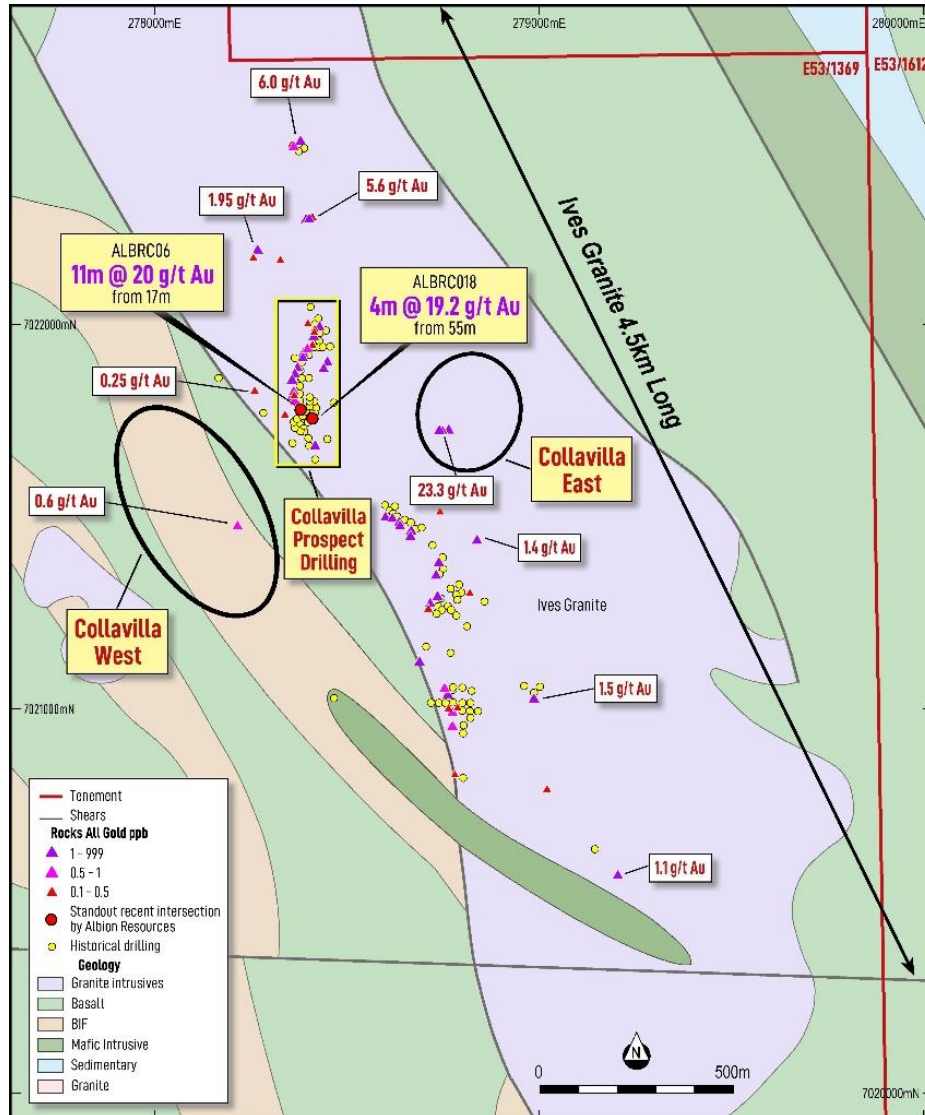 278000mE
279000mE
280000mE
E53/1369
E53/1612
6.0 g/t Au
5.6 g/t Au
1.95 g/t Au
ALBRC06
11m @ 20 g/t Au
from 17m
ALBRC018
4m @ 19.2 g/t Au
from 55m
Ives Granite 4.5km Long
7022000mN
0.25 g/t Au
0.6 g/t Au
Collavilla
Prospect
Drilling
23.3 g/t Au
Collavilla
East
1.4 g/t Au
Ives Granite
Collavilla
West
1.5 g/t Au
7021000mN
1.1 g/t Au
Tenement
Shears
Rocks All Gold ppb
1 - 999
0.5 - 1
0.1 - 0.5
Standout recent intersection
by Albion Resources
Historical drilling
Geology
Granite intrusives
Basalt
BIF
Mafic Intrusive
Sedimentary
Granite
N
0
500m
7020000mN